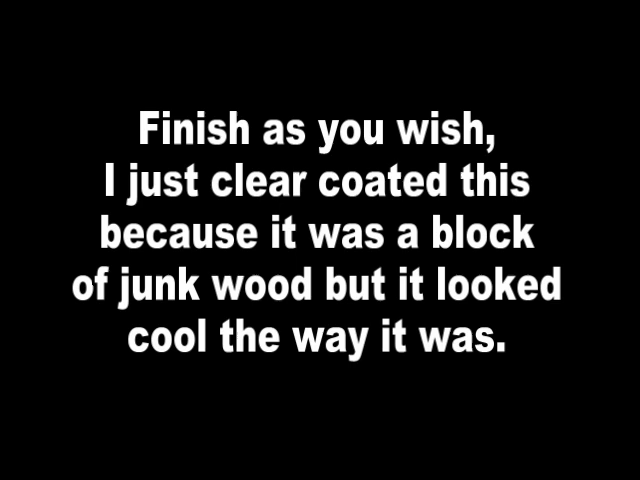 Finish as you wish,
I just clear coated this
because it was a block
of junk wood but it looked
cool the way it was.